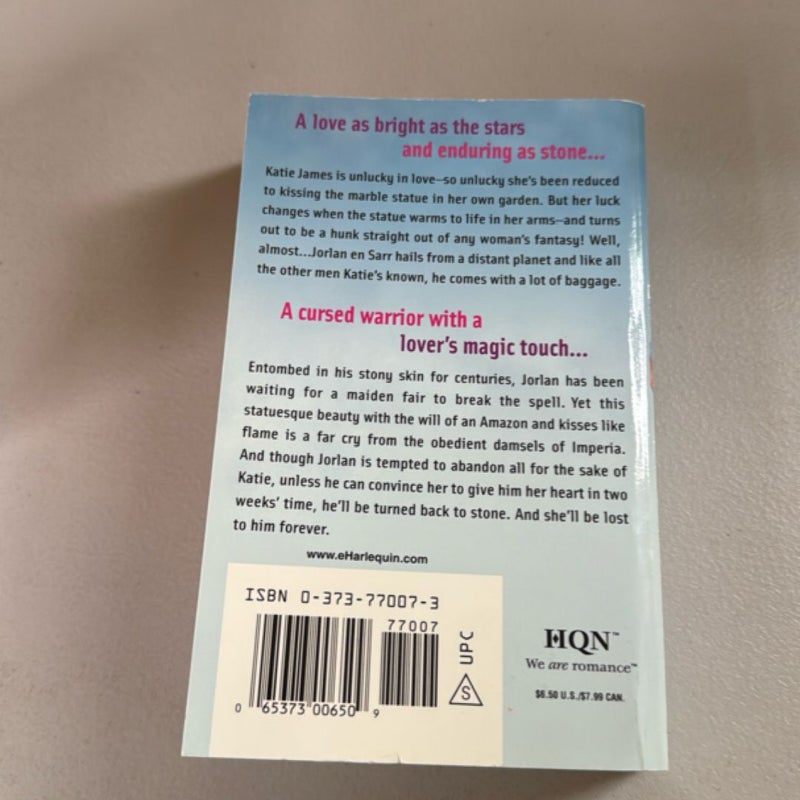 A love as bright as the stars
and enduring as stone...
Katie James is unlucky in love—so unlucky she's been reduced
to kissing the marble statue in her own garden. But her luck
changes when the statue warms to life in her arms—and turns
out to be a hunk straight out of any woman's fantasy! Well,
almost...Jorlan en Sarr hails from a distant planet and like all
the other men Katie's known, he comes with a lot of baggage.
A cursed warrior with a
lover's magic touch...
Entombed in his stony skin for centuries, Jorlan has been
waiting for a maiden fair to break the spell. Yet this
statuesque beauty with the will of an Amazon and kisses like
flame is a far cry from the obedient damsels of Imperia.
And though Jorlan is tempted to abandon all for the sake of
Katie, unless he can convince her to give him her heart in two
weeks' time, he'll be turned back to stone. And she'll be lost
to him forever.
www.eHarlequin.com
ISBN 0-373-77007-3
77007
UPC
S
0 65373 00650 9
HQN™
We are romance™
$6.50 U.S./$7.99 CAN.